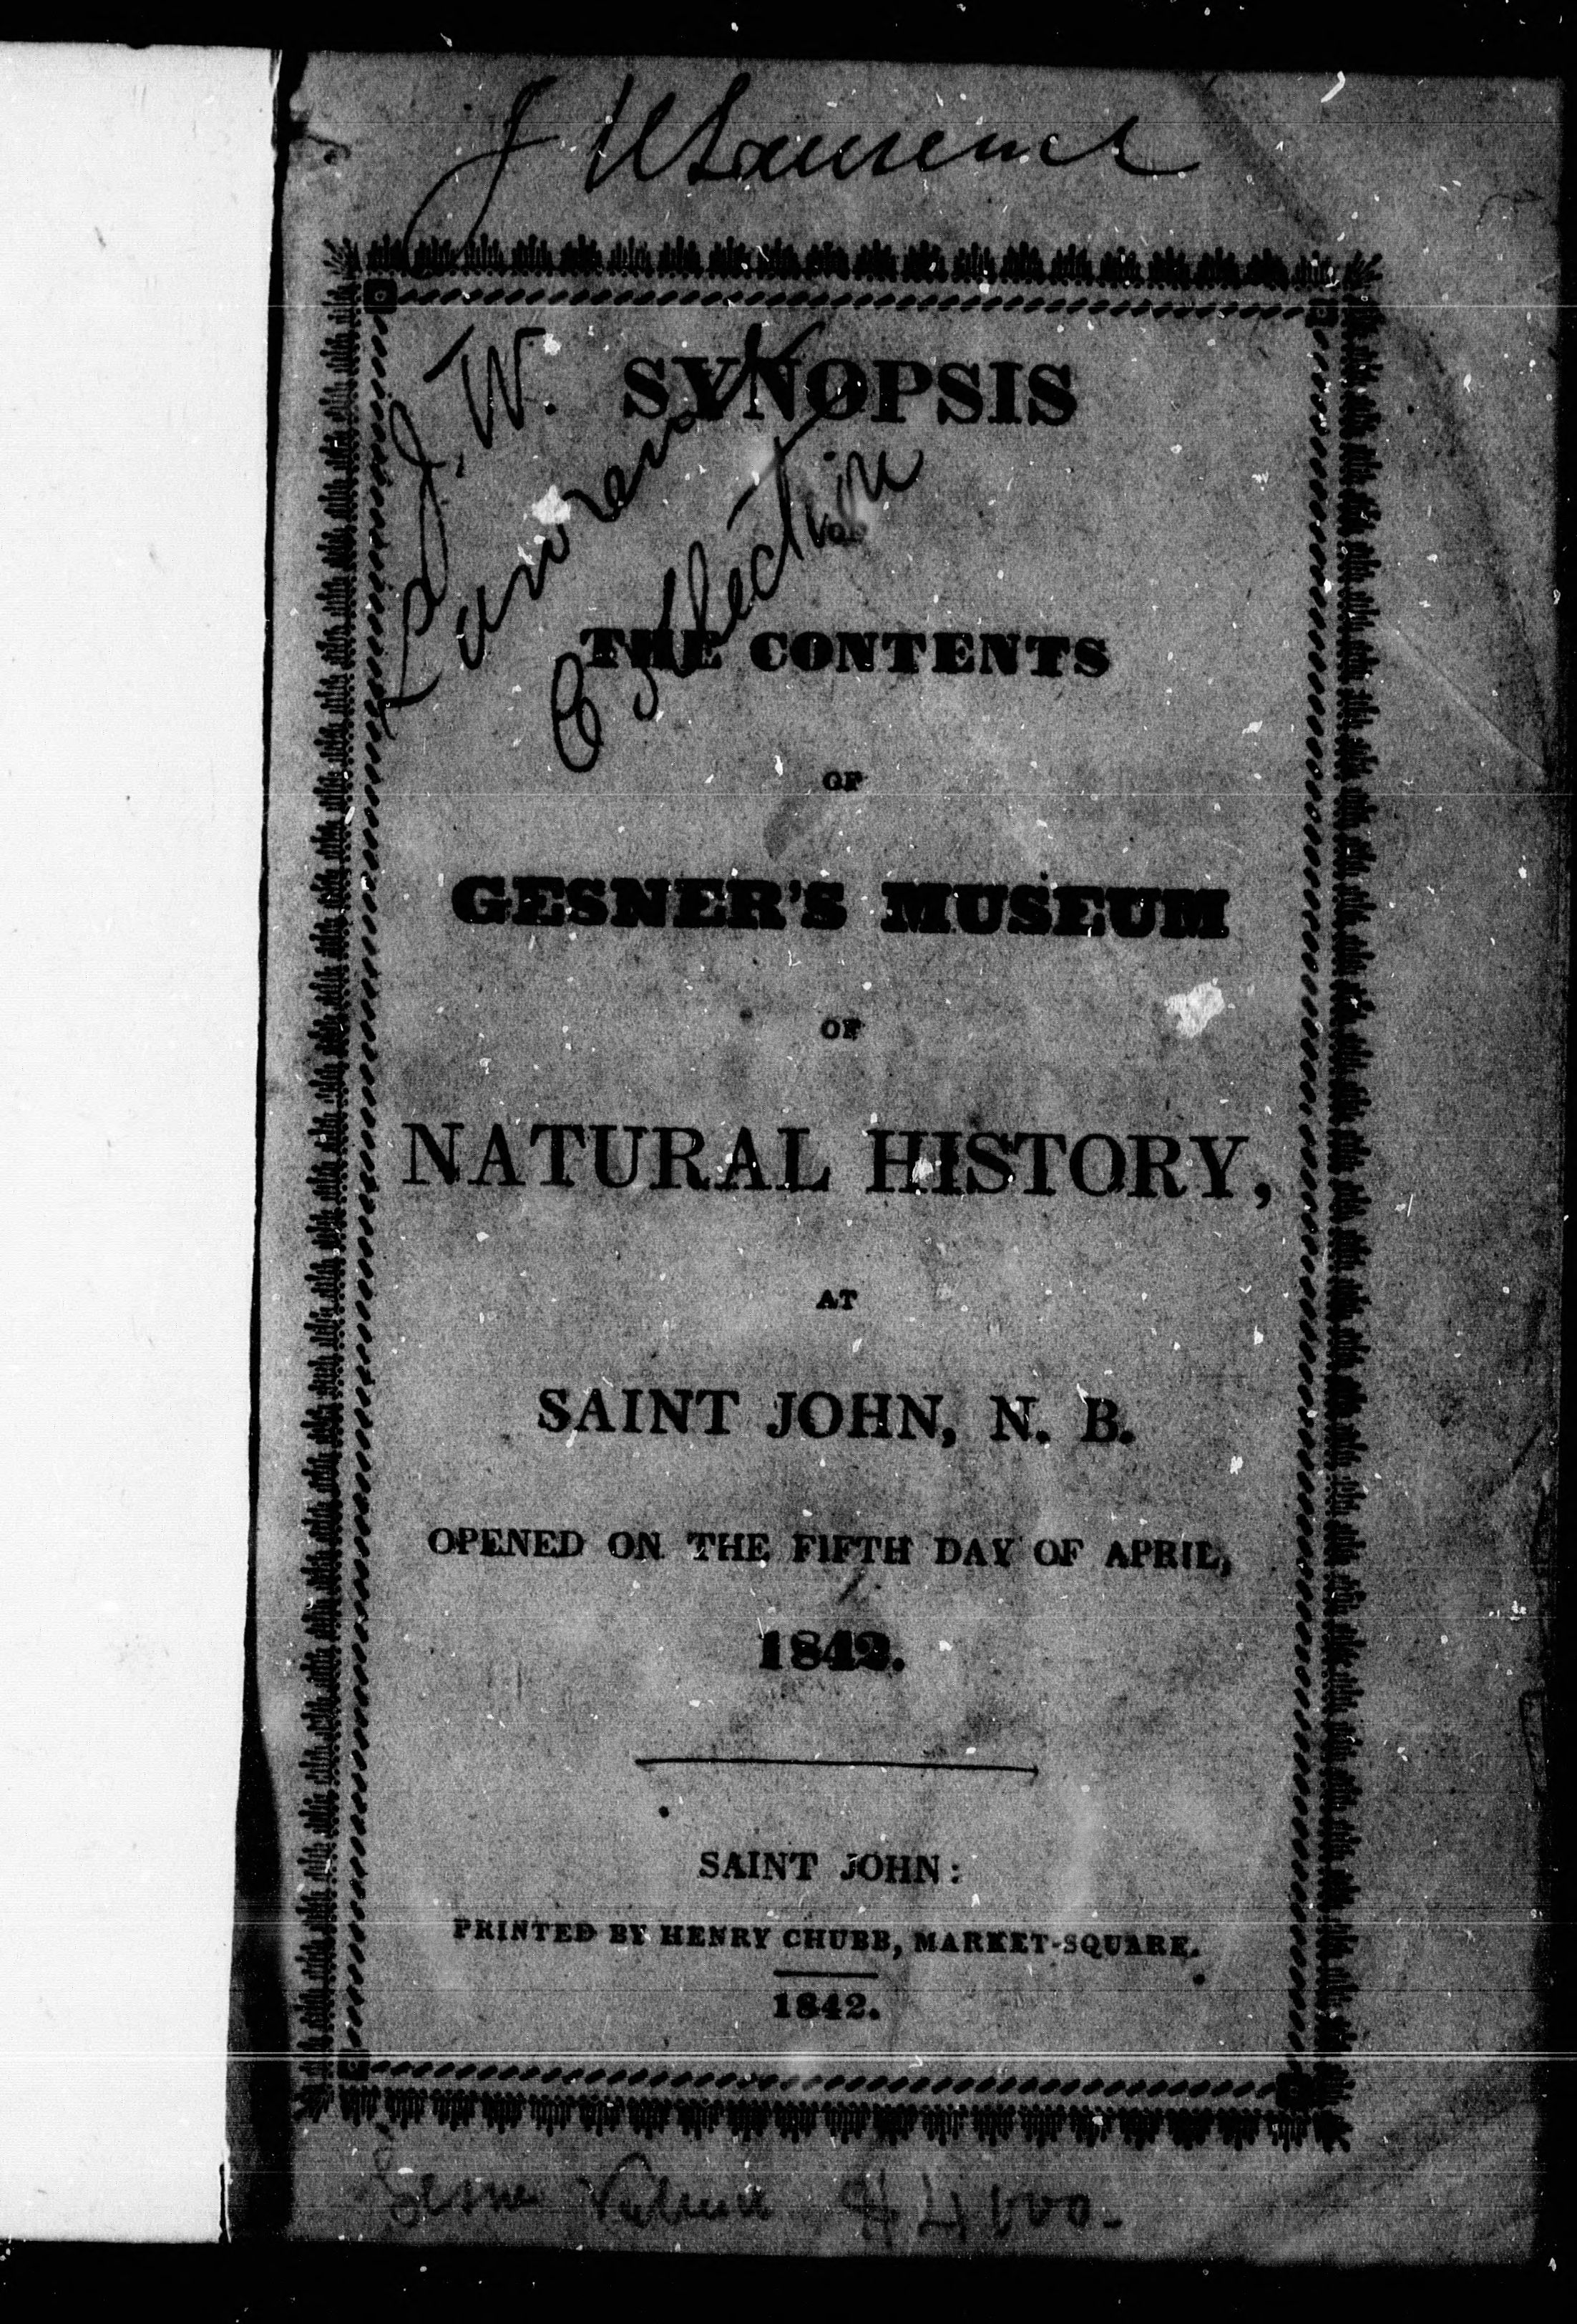 J W Lawrence
J. W.
Lawrence
Collection
SYNOPSIS
OF
THE CONTENTS
OF
GESNER'S MUSEUM
OF
NATURAL HISTORY,
AT
SAINT JOHN, N. B.
OPENED ON THE FIFTH DAY OF APRIL,
1842.
SAINT JOHN:
PRINTED BY HENRY CHUBB, MARKET-SQUARE.
1842.